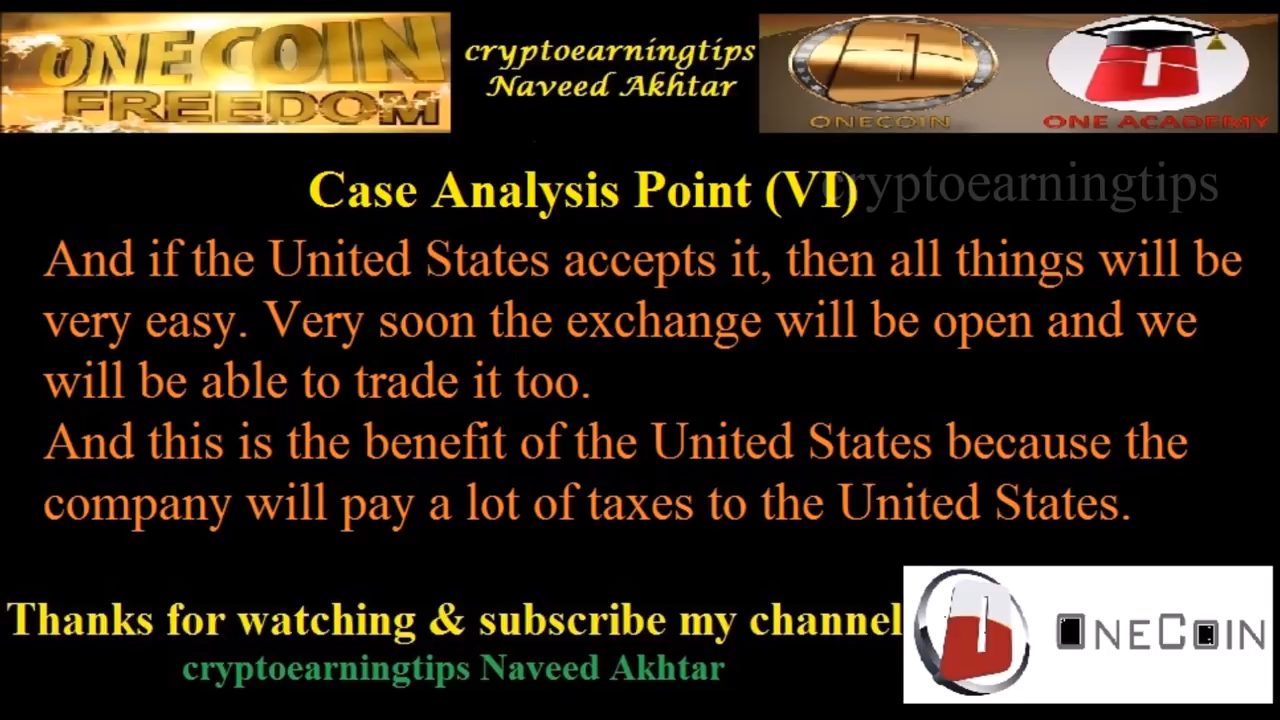 ONE COIN
FREEDOM
cryptoearningtips
Naveed Akhtar
ONECOIN
ONE ACADEMY
Case Analysis Point (VI)
cryptoearningtips
And if the United States accepts it, then all things will be
very easy. Very soon the exchange will be open and we
will be able to trade it too.
And this is the benefit of the United States because the
company will pay a lot of taxes to the United States.
Thanks for watching & subscribe my channel
cryptoearningtips Naveed Akhtar
ONECOIN